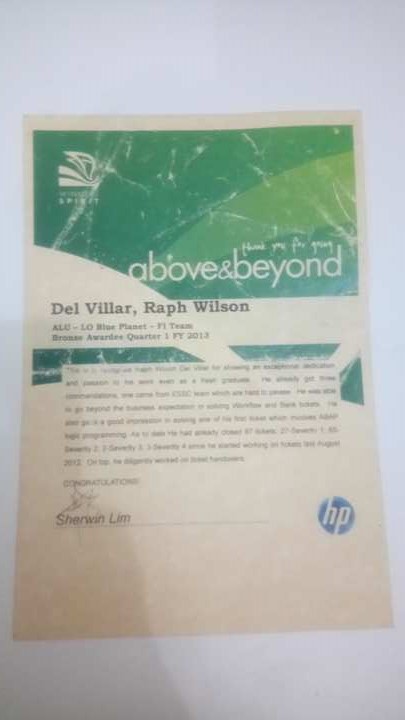 SPIRIT
thank you for going
above&beyond
Del Villar, Raph Wilson
ALU - LO Blue Planet - FI Team
Bronze Awardee Quarter 1 FY 2013
"This is to recognize Raph Wilson Del Villar for showing an exceptional dedication
and passion to his work even as a fresh graduate. He already got three
commendations, one came from ESSC team which are hard to please. He was able
to go beyond the business expectation in solving Workflow and Bank tickets. He
also got a good impression in solving one of his first ticket which involves ABAP
logic programming. As to date He had already closed 97 tickets, 27-Severity 1, 65-
Severity 2, 2-Severity 3, 3-Severity 4 since he started working on tickets last August
2012. On top, he diligently worked on ticket handovers.
CONGRATULATIONS!
Sherwin Lim
hp